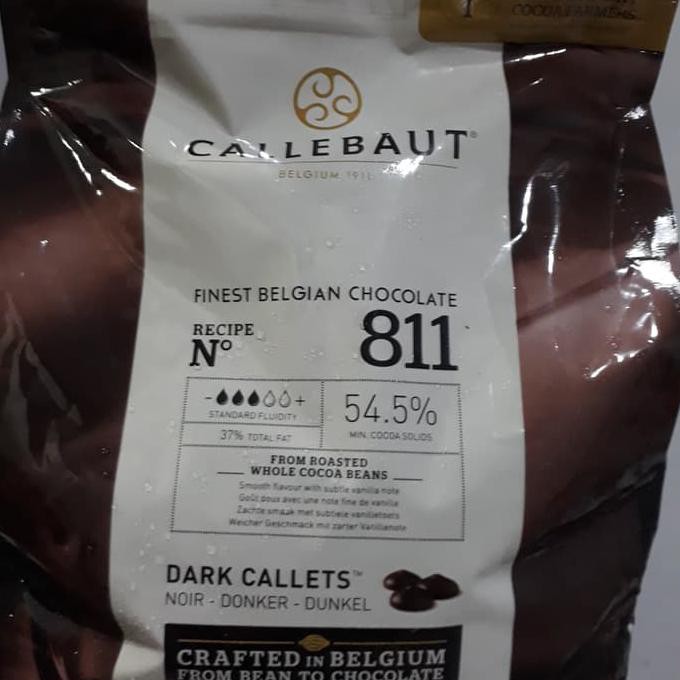 COCOA FARMERS
CALLEBAUT®
BELGIUM 1911
FINEST BELGIAN CHOCOLATE
RECIPE
Nº
811
- +
STANDARD FLUIDITY
54.5%
37% TOTAL FAT
MIN. COCOA SOLIDS
FROM ROASTED
WHOLE COCOA BEANS
Smooth flavour with subtle vanilla note
Goût doux avec une note fine de vanille
Zachte smaak met subtiele vanilletoets
Weicher Geschmack mit zarter Vanillenote
DARK CALLETS™
NOIR - DONKER - DUNKEL
CRAFTED IN BELGIUM
FROM BEAN TO CHOCOLATE